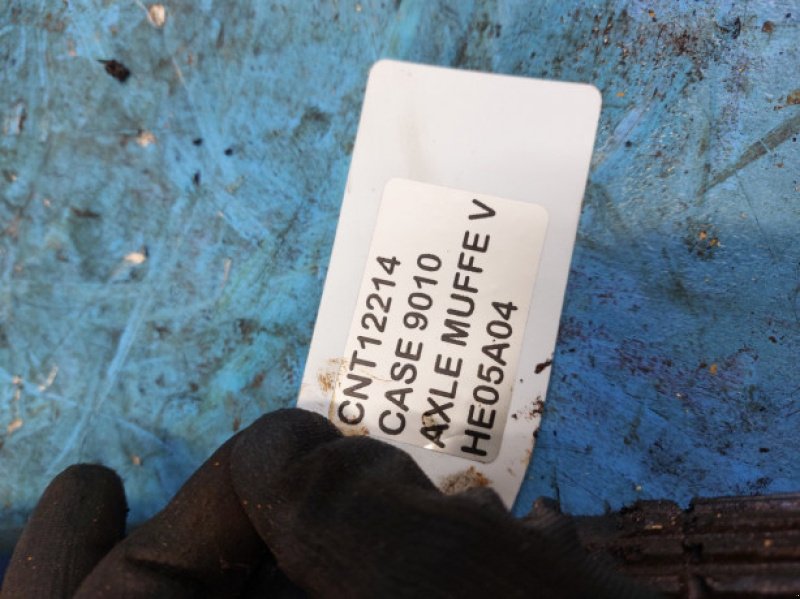 CNT12214
CASE 9010
AXLE MUFFE V
HE05A04